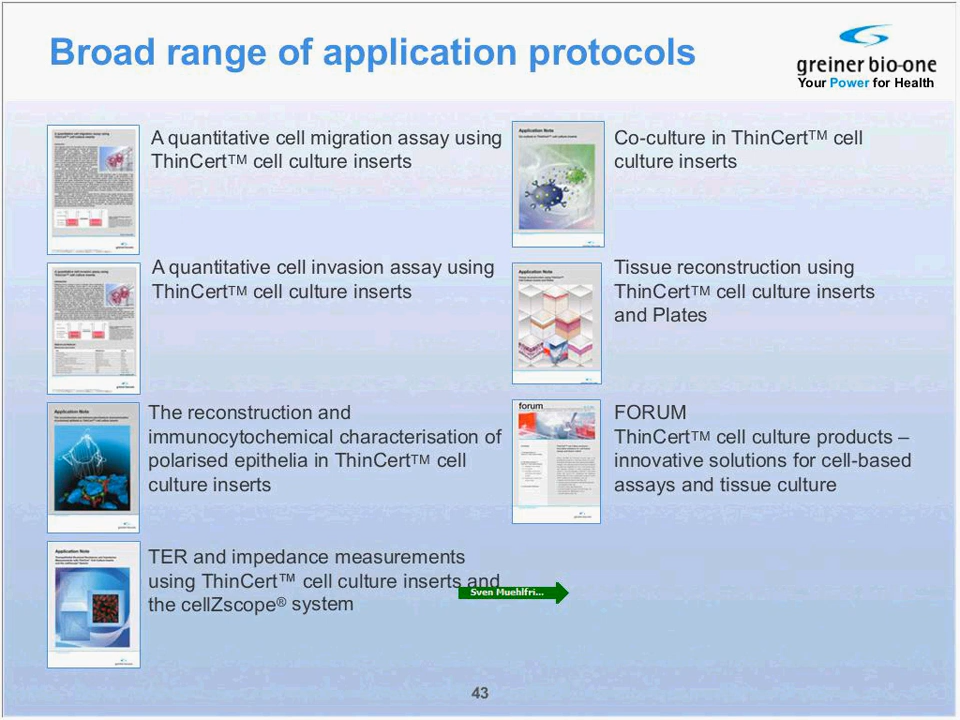 Broad range of application protocols
greiner bio-one
Your Power for Health
A quantitative cell migration assay using
ThinCert™ cell culture inserts
A quantitative cell invasion assay using
ThinCert™ cell culture inserts
The reconstruction and
immunocytochemical characterisation of
polarised epithelia in ThinCert™ cell
culture inserts
TER and impedance measurements
using ThinCert™ cell culture inserts and
the cellZscope® system
Application Note
Application Note
Co-culture in ThinCert™ cell
culture inserts
Application Note
Tissue reconstruction using
ThinCert™ cell culture inserts
and Plates
Application Note
forum
FORUM
ThinCert™ cell culture products –
innovative solutions for cell-based
assays and tissue culture
Sven Muehlfri...
43